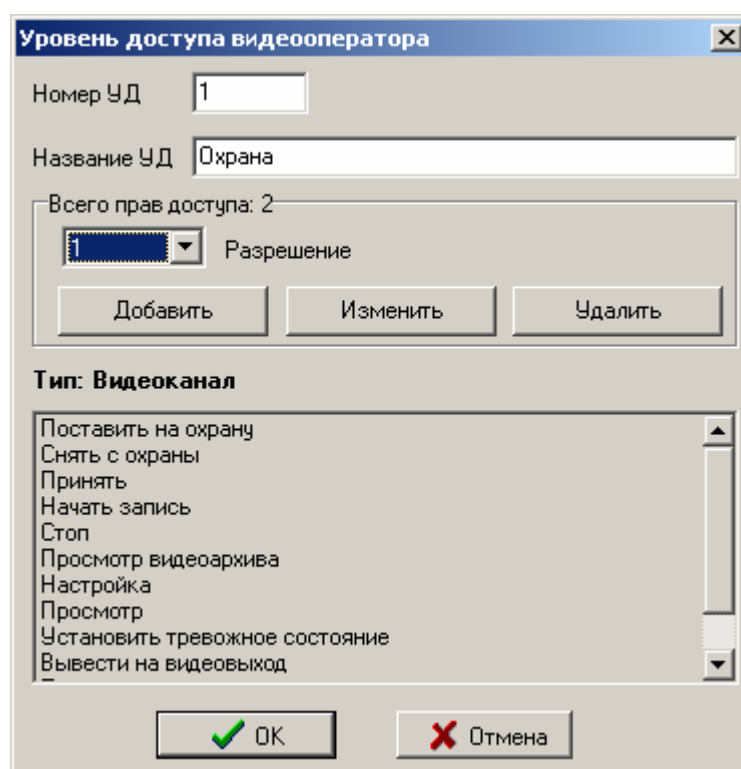 Уровень доступа видеооператора
Номер УД 1
Название УД Охрана
Всего прав доступа: 2
1 Разрешение
Добавить Изменить Удалить
Тип: Видеоканал
Поставить на охрану
Снять с охраны
Принять
Начать запись
Стоп
Просмотр видеоархива
Настройка
Просмотр
Установить тревожное состояние
Вывести на видеовыход
OK Отмена